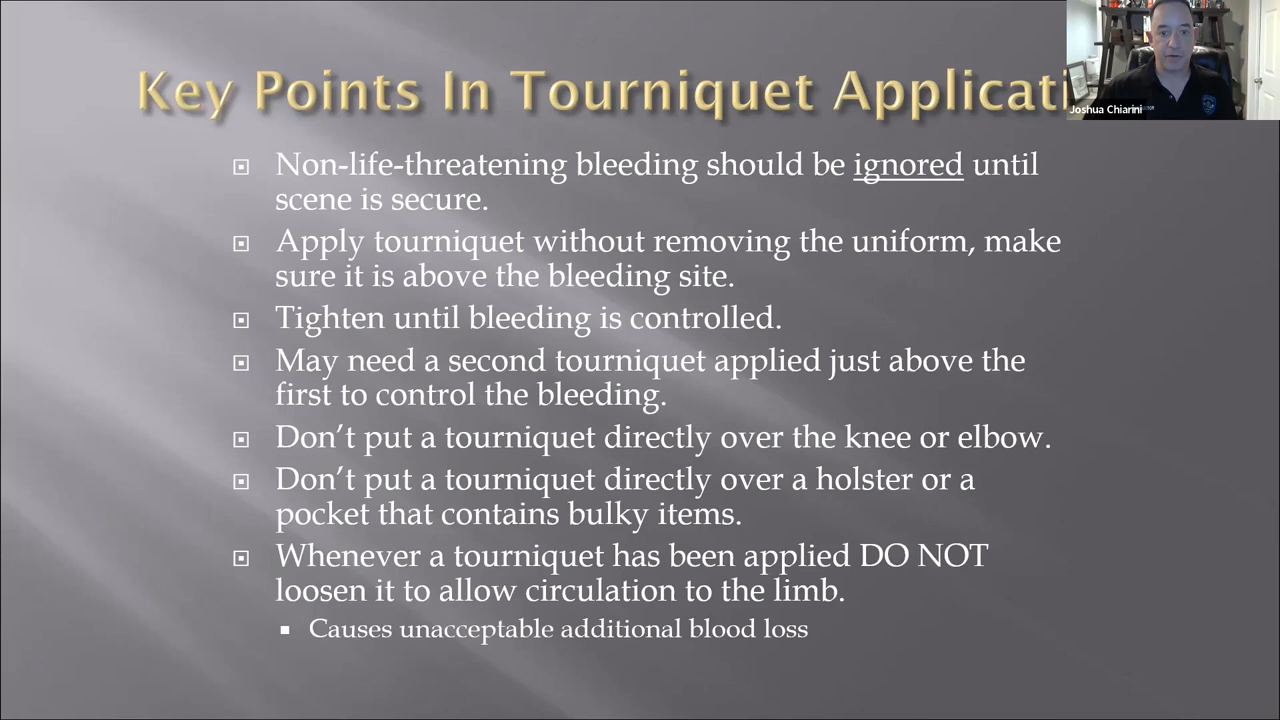 Key Points In Tourniquet Applicati
Joshua Chiarini
Non-life-threatening bleeding should be ignored until
scene is secure.
Apply tourniquet without removing the uniform, make
sure it is above the bleeding site.
Tighten until bleeding is controlled.
May need a second tourniquet applied just above the
first to control the bleeding.
Don’t put a tourniquet directly over the knee or elbow.
Don’t put a tourniquet directly over a holster or a
pocket that contains bulky items.
Whenever a tourniquet has been applied DO NOT
loosen it to allow circulation to the limb.
Causes unacceptable additional blood loss